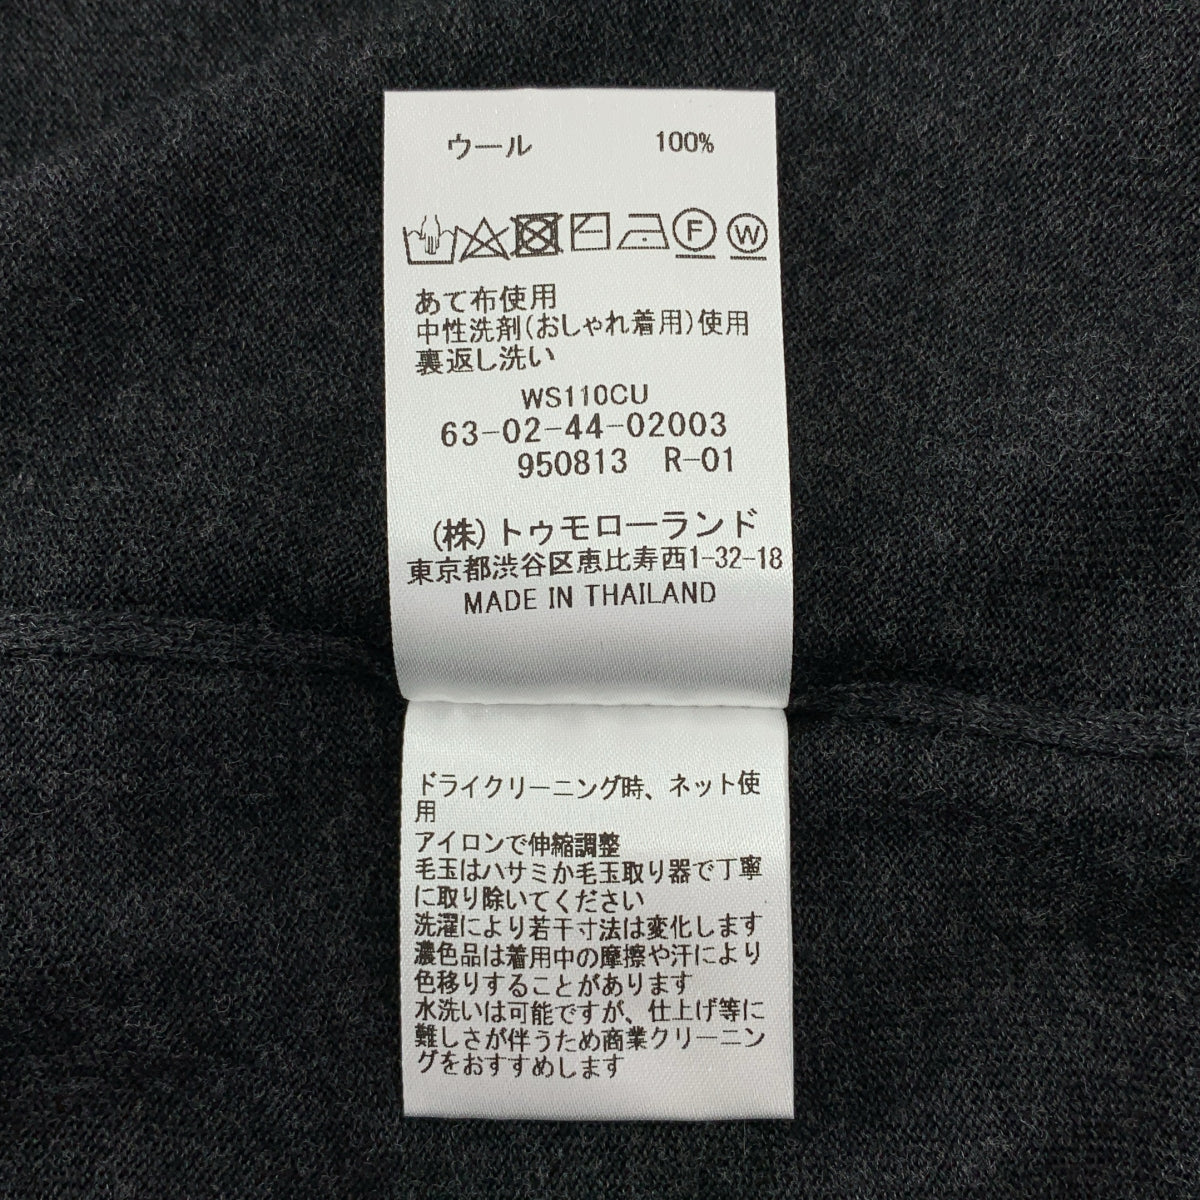 ウール 100%
F W
あて布使用
中性洗剤(おしゃれ着用)使用
裏返し洗い
WS110CU
63-02-44-02003
950813 R-01
(株)トゥモローランド
東京都渋谷区恵比寿西1-32-18
MADE IN THAILAND
ドライクリーニング時、ネット使
用
アイロンで伸縮調整
毛玉はハサミか毛玉取り器で丁寧
に取り除いてください
洗濯により若干寸法は変化します
濃色品は着用中の摩擦や汗により
色移りすることがあります
水洗いは可能ですが、仕上げ等に
難しさが伴うため商業クリーニン
グをおすすめします